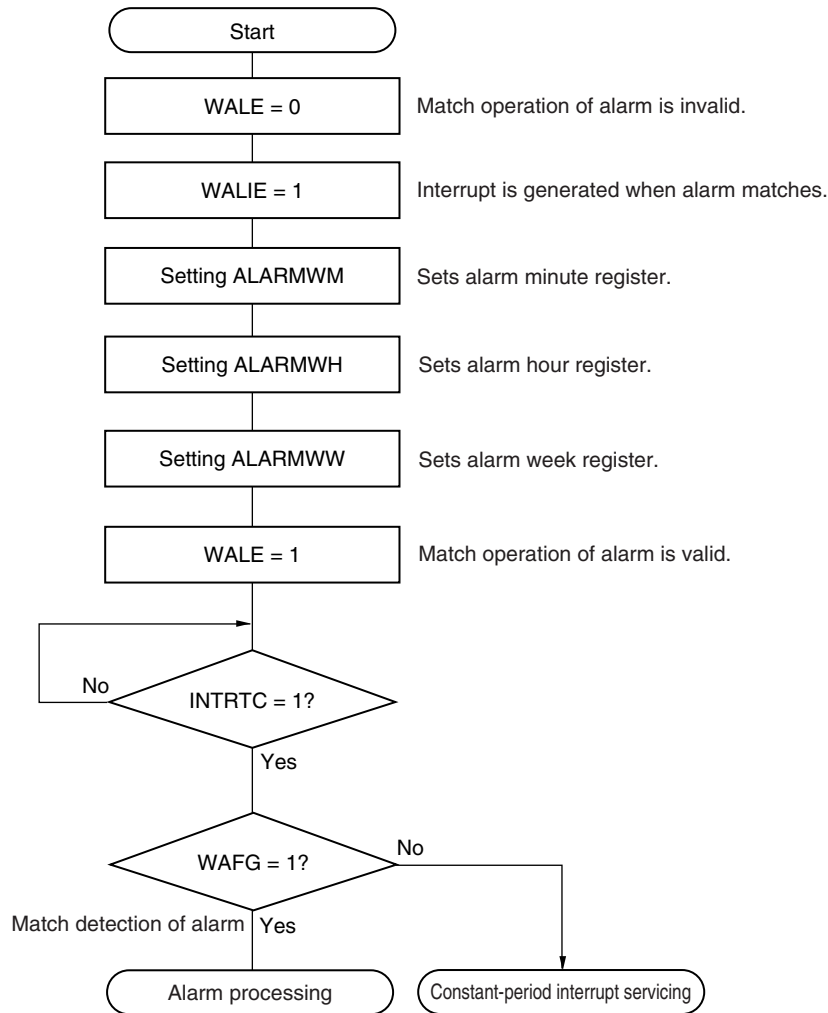 Start
WALE = 0
Match operation of alarm is invalid.
WALIE = 1
Interrupt is generated when alarm matches.
Setting ALARMWM
Sets alarm minute register.
Setting ALARMWH
Sets alarm hour register.
Setting ALARMWW
Sets alarm week register.
WALE = 1
Match operation of alarm is valid.
No
INTRTC = 1?
Yes
WAFG = 1?
No
Match detection of alarm
Yes
Alarm processing
Constant-period interrupt servicing